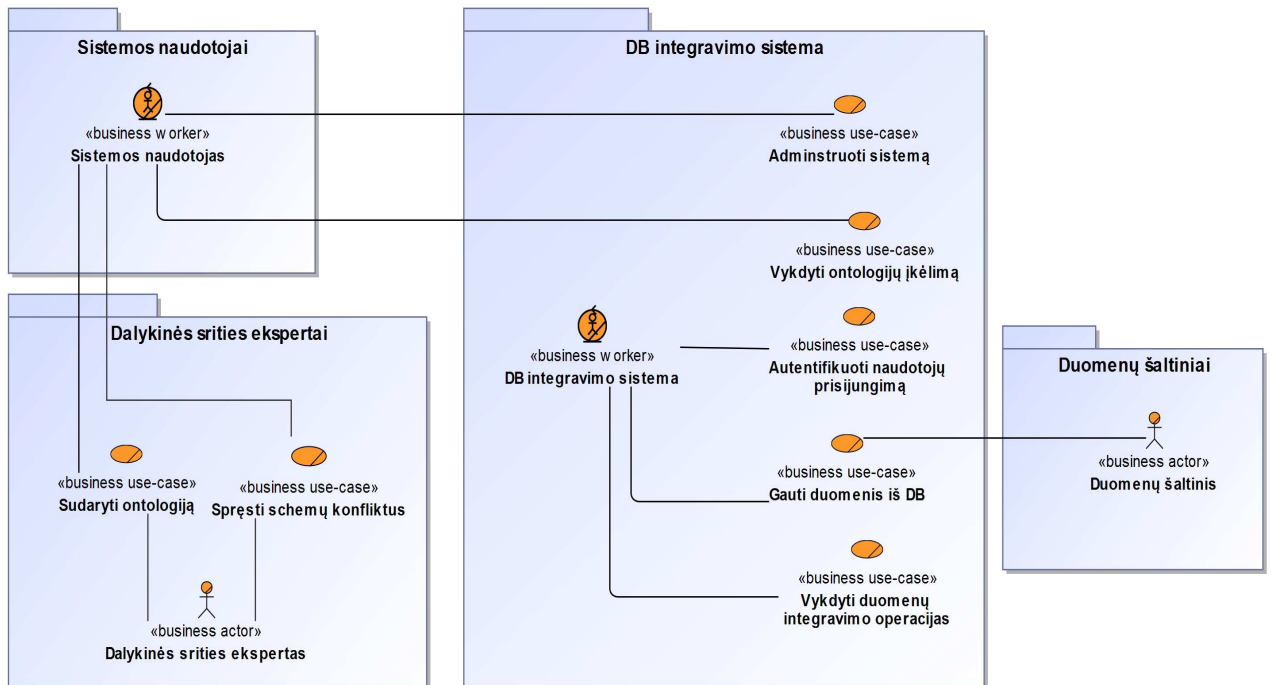 Sistemos naudotojai
«business w orker»
Sistemos naudotojas
Dalykinės srities ekspertai
«business use-case»
Sudaryti ontologiją
«business use-case»
Spręsti schemų konfliktus
«business actor»
Dalykinės srities ekspertas
DB integravimo sistema
«business use-case»
Adminstruoti sistemą
«business use-case»
Vykdyti ontologijų įkėlimą
«business w orker»
DB integravimo sistema
«business use-case»
Autentifikuoti naudotojų
prisijungimą
«business use-case»
Gauti duomenis iš DB
«business use-case»
Vykdyti duomenų
integravimo operacijas
Duomenų šaltiniai
«business actor»
Duomenų šaltinis